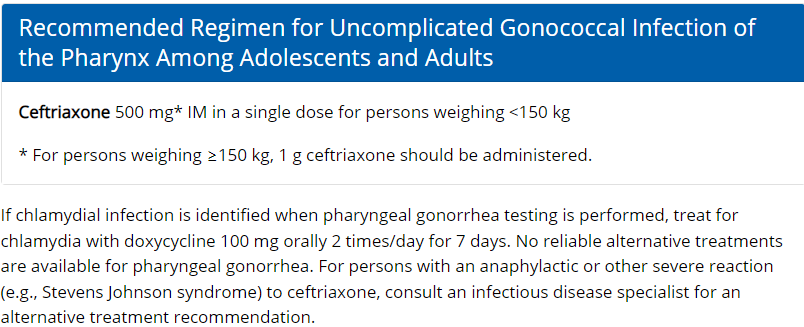 Recommended Regimen for Uncomplicated Gonococcal Infection of
the Pharynx Among Adolescents and Adults
Ceftriaxone 500 mg* IM in a single dose for persons weighing <150 kg
* For persons weighing ≥150 kg, 1 g ceftriaxone should be administered.
If chlamydial infection is identified when pharyngeal gonorrhea testing is performed, treat for
chlamydia with doxycycline 100 mg orally 2 times/day for 7 days. No reliable alternative treatments
are available for pharyngeal gonorrhea. For persons with an anaphylactic or other severe reaction
(e.g., Stevens Johnson syndrome) to ceftriaxone, consult an infectious disease specialist for an
alternative treatment recommendation.